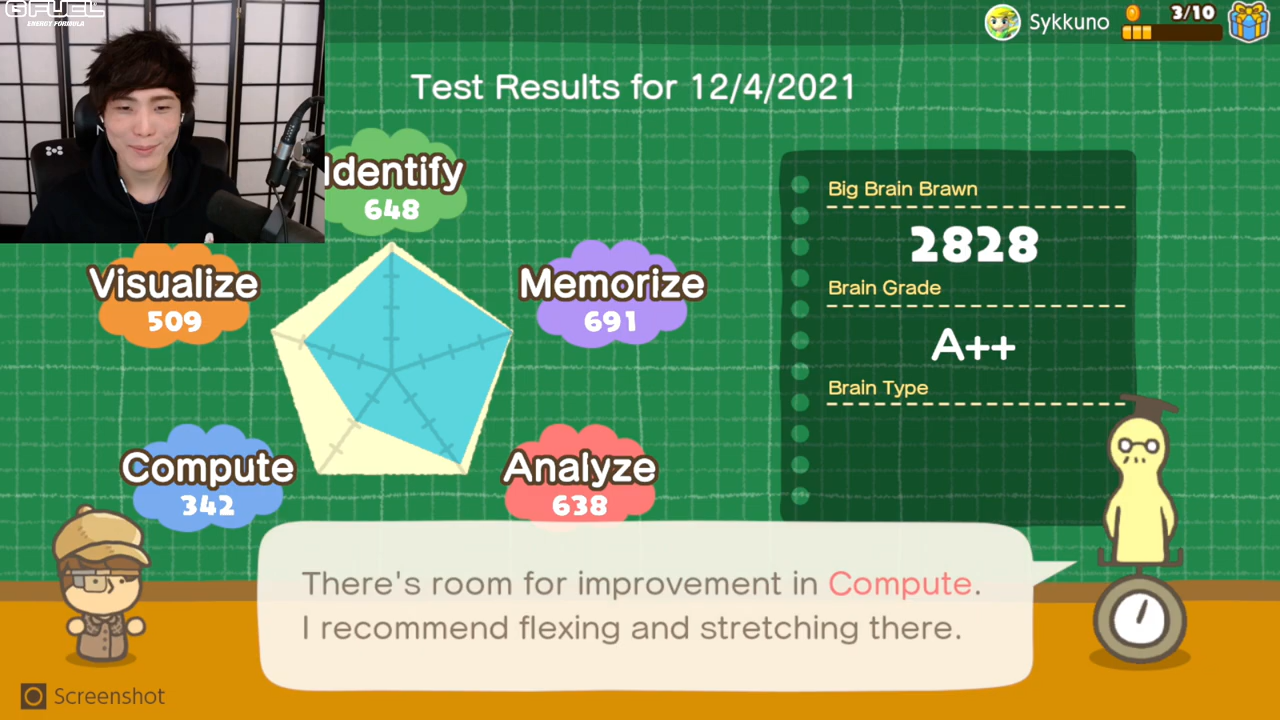 GFUEL
ENERGY FORMULA
Sykkuno
3/10
Test Results for 12/4/2021
Identify
648
Visualize
509
Memorize
691
Compute
342
Analyze
638
Big Brain Brawn
2828
Brain Grade
A++
Brain Type
There's room for improvement in Compute.
I recommend flexing and stretching there.
Screenshot